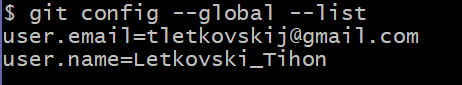 $ git config --global --list
user.email=tletkovskij@gmail.com
user.name=Letkovski_Tihon